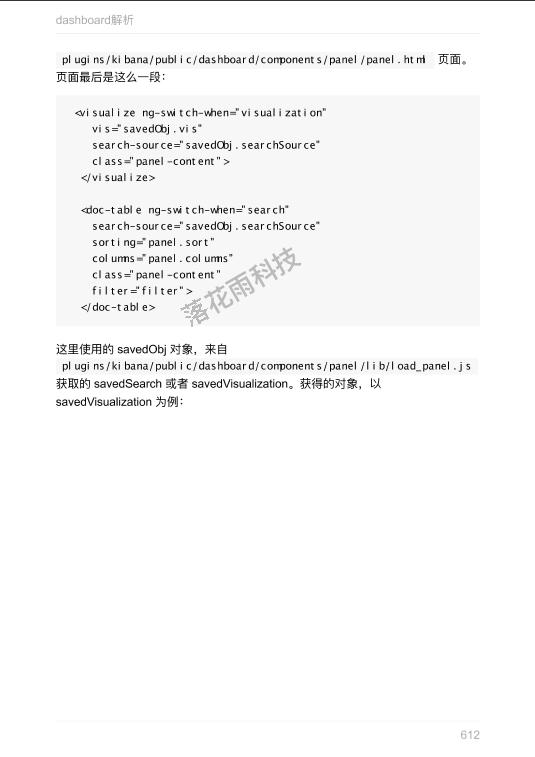 dashboard解析
plugins/kibana/public/dashboard/components/panel/panel.html 页面。
页面最后是这么一段：
<visualize ng-switch-when="visualization"
vis="savedObj.vis"
search-source="savedObj.searchSource"
class="panel-content">
</visualize>
<doc-table ng-switch-when="search"
search-source="savedObj.searchSource"
sorting="panel.sort"
columns="panel.columns"
class="panel-content"
filter="filter">
</doc-table>
落花雨科技
这里使用的 savedObj 对象，来自
plugins/kibana/public/dashboard/components/panel/lib/load_panel.js
获取的 savedSearch 或者 savedVisualization。获得的对象，以
savedVisualization 为例：
612